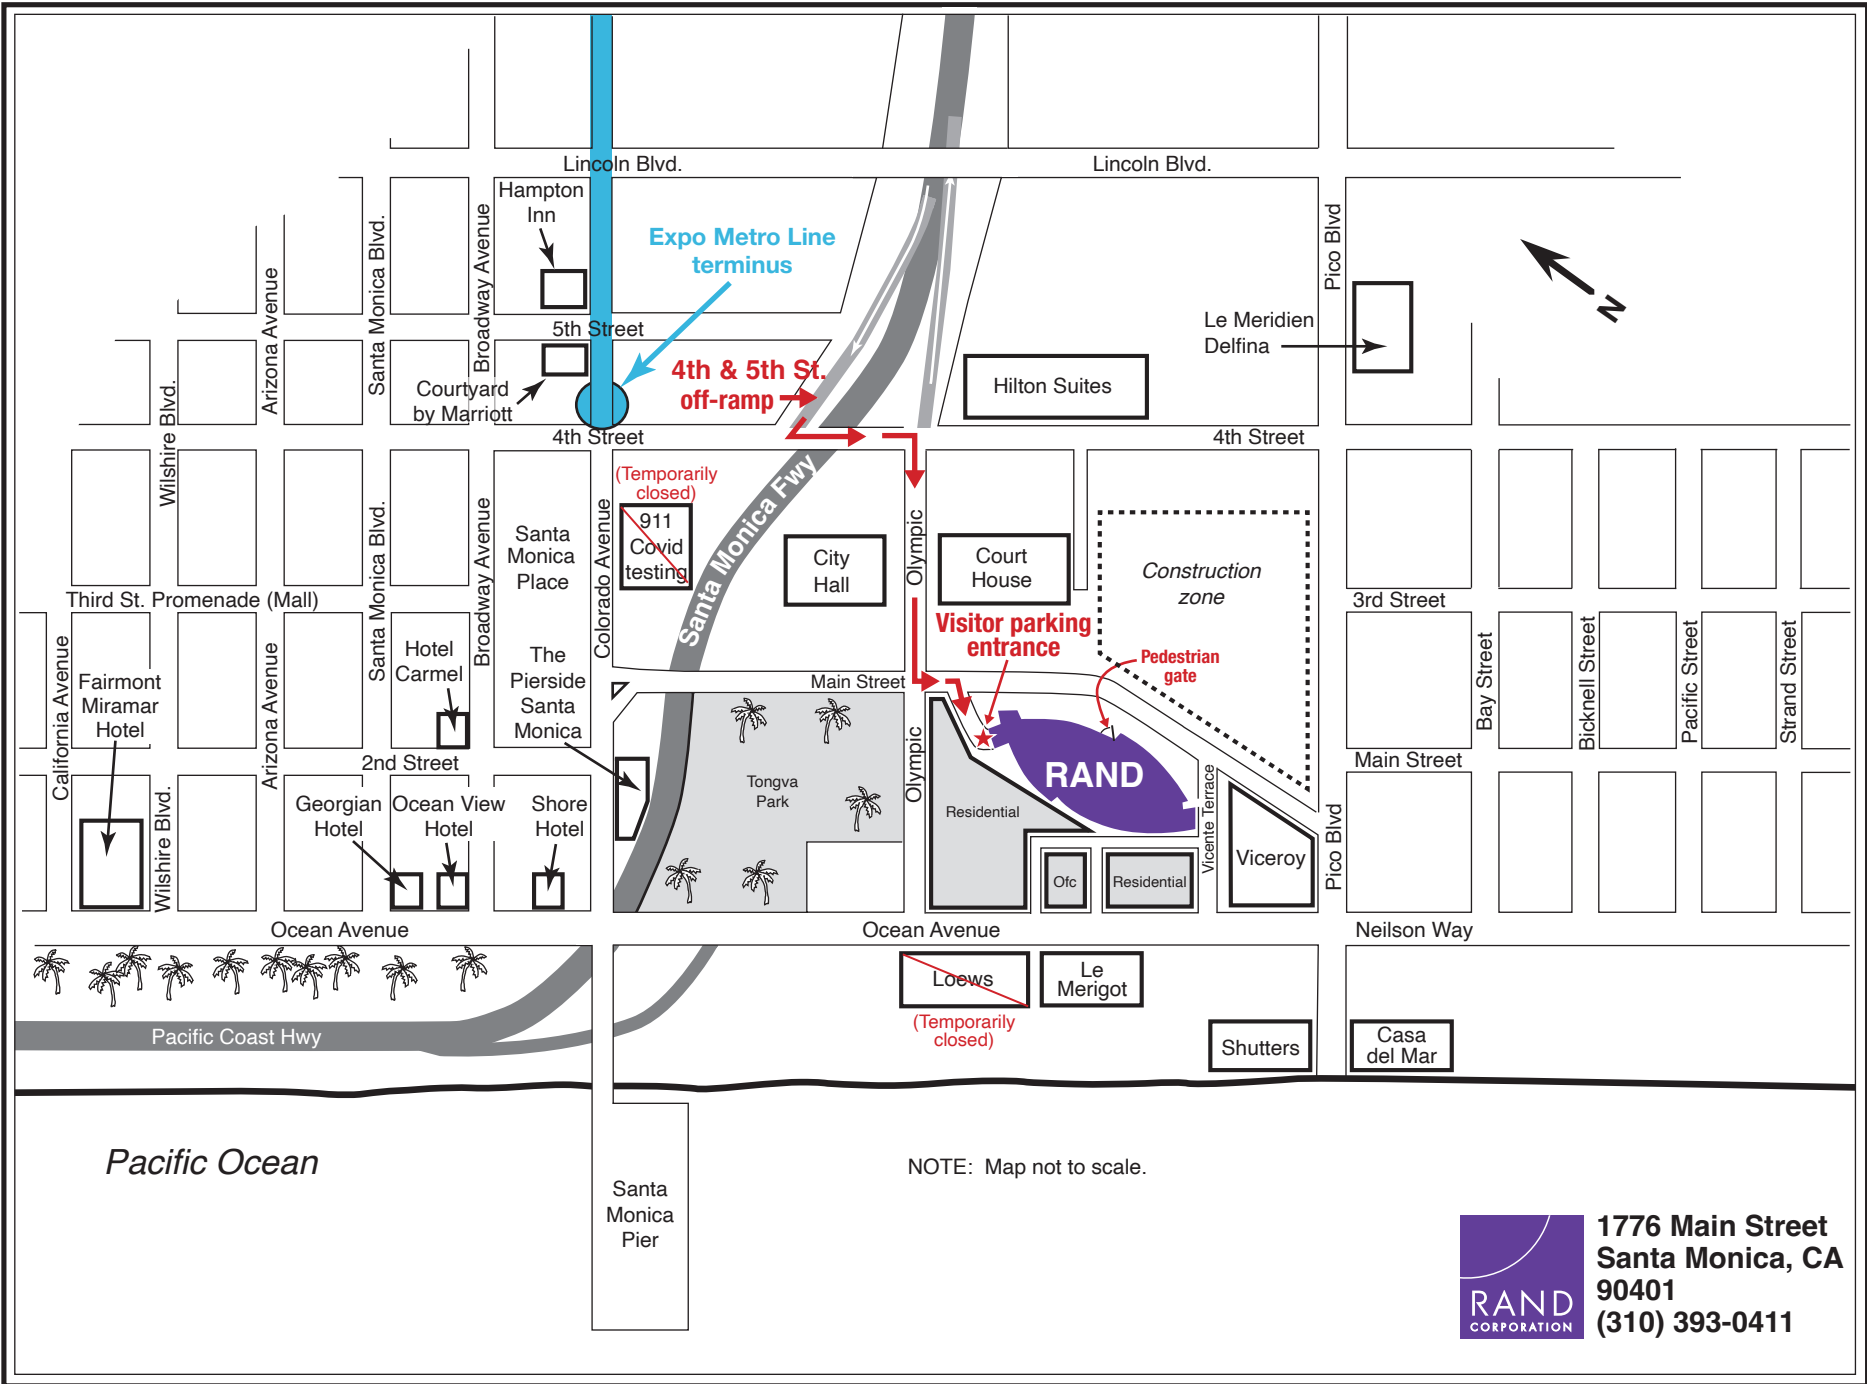 Lincoln Blvd.
Lincoln Blvd.
Hampton
Inn
Santa Monica Blvd.
Broadway Avenue
Arizona Avenue
Expo Metro Line
terminus
Pico Blvd
N
5th Street
Le Meridien
Delfina
Courtyard
by Marriott
4th & 5th St.
off-ramp
Hilton Suites
Wilshire Blvd.
4th Street
4th Street
(Temporarily
closed)
911
Covid
testing
Santa Monica Fwy
Santa Monica Blvd.
Broadway Avenue
Santa
Monica
Place
Colorado Avenue
City
Hall
Olympic
Court
House
Construction
zone
Third St. Promenade (Mall)
3rd Street
Visitor parking
entrance
Pedestrian
gate
California Avenue
Fairmont
Miramar
Hotel
Arizona Avenue
Hotel
Carmel
The
Pierside
Santa
Monica
Main Street
Bay Street
Bicknell Street
Pacific Street
Strand Street
2nd Street
Main Street
Wilshire Blvd.
Georgian
Hotel
Ocean View
Hotel
Shore
Hotel
Tongva
Park
Olympic
Residential
RAND
Vicente Terrace
Viceroy
Pico Blvd
Ofc
Residential
Ocean Avenue
Ocean Avenue
Neilson Way
Loews
(Temporarily
closed)
Le
Merigot
Pacific Coast Hwy
Shutters
Casa
del Mar
Pacific Ocean
NOTE:  Map not to scale.
Santa
Monica
Pier
RAND
CORPORATION
1776 Main Street
Santa Monica, CA
90401
(310) 393-0411